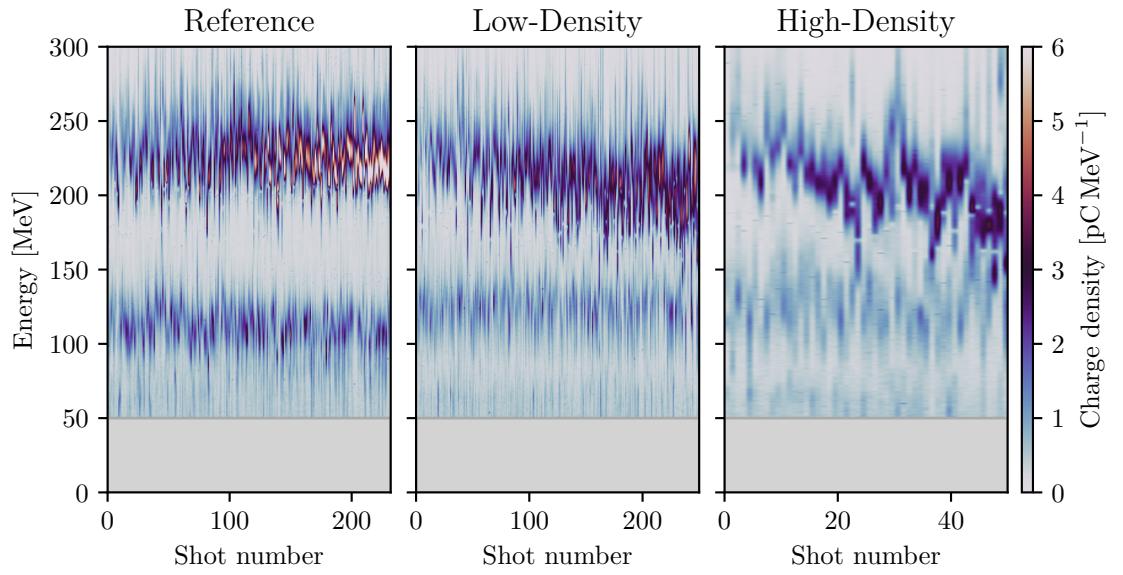 Reference Low-Density High-Density
300
250
200
150
100
50
0
Energy [MeV]
0 100 200
0 100 200
0 20 40
Shot number Shot number Shot number
6
5
4
3
2
1
0
Charge density [pC MeV⁻¹]